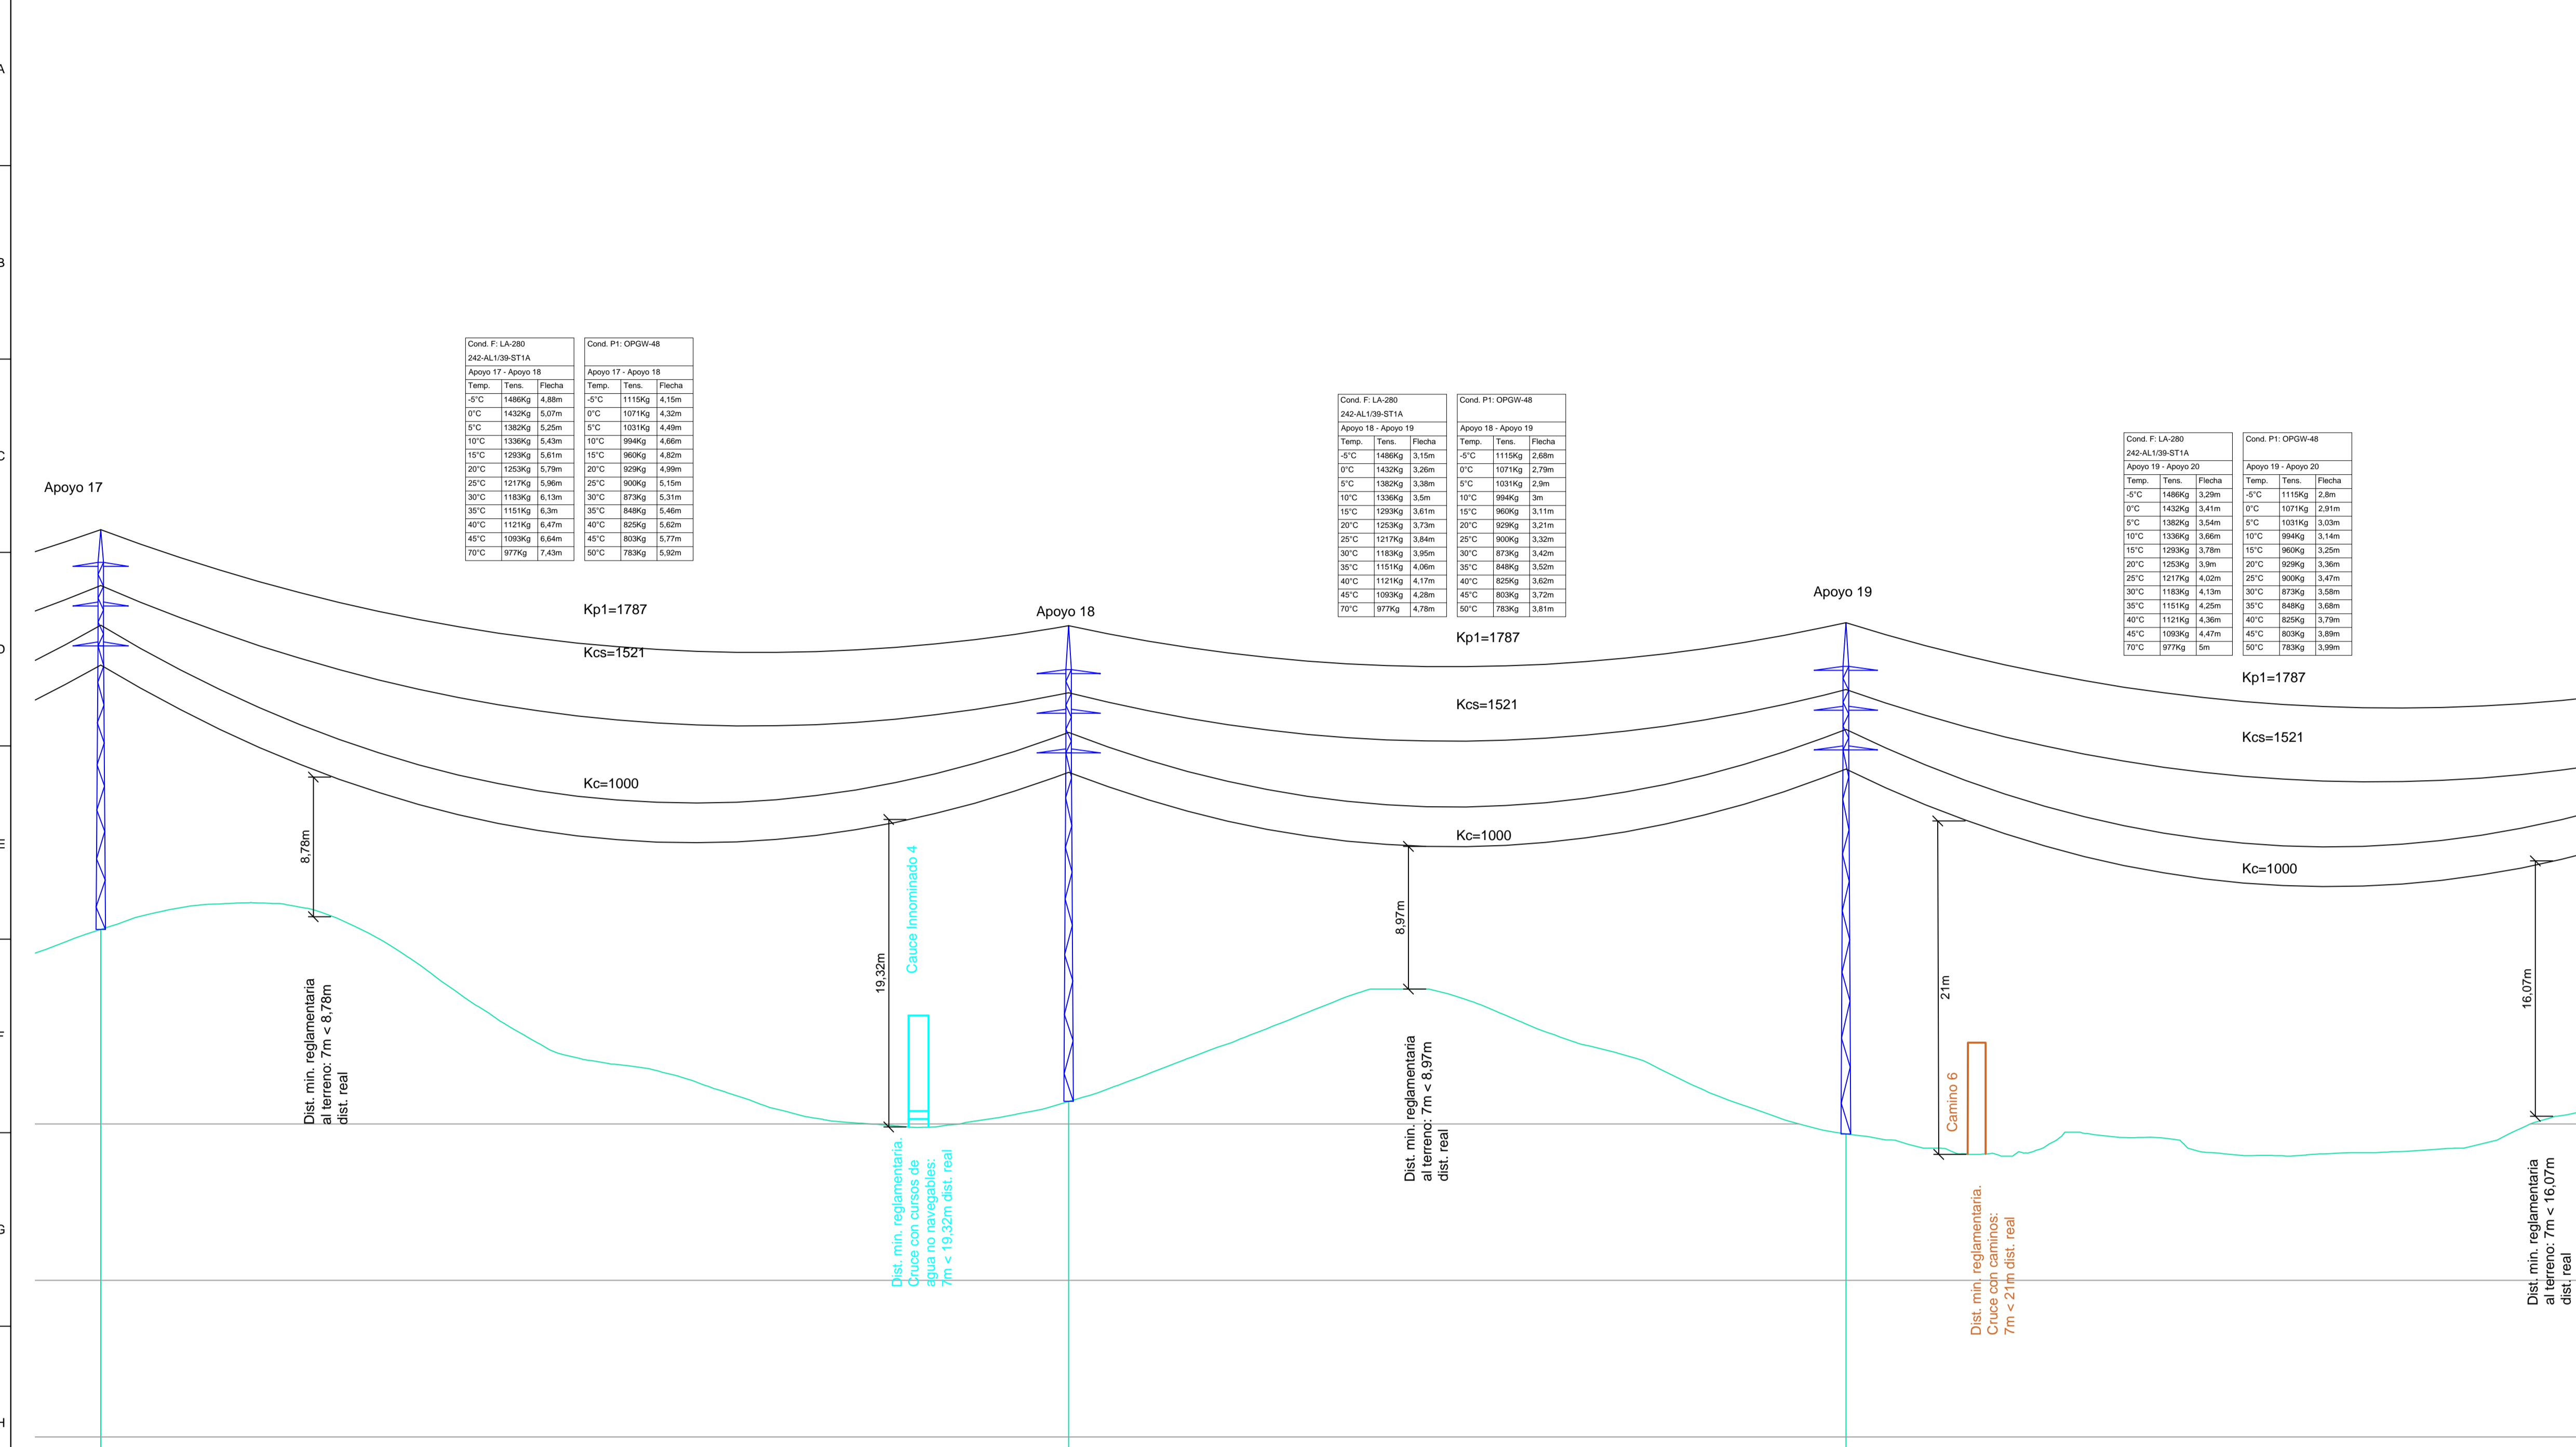 A
B
C
D
E
F
G
H
Apoyo 17
Cond. F: LA-280
242-AL1/39-ST1A
Apoyo 17 - Apoyo 18
Temp. Tens. Flecha
-5°C 1486Kg 4,88m
0°C 1432Kg 5,07m
5°C 1382Kg 5,25m
10°C 1336Kg 5,43m
15°C 1293Kg 5,61m
20°C 1253Kg 5,79m
25°C 1217Kg 5,96m
30°C 1183Kg 6,13m
35°C 1151Kg 6,3m
40°C 1121Kg 6,47m
45°C 1093Kg 6,64m
70°C 977Kg 7,43m
Cond. P1: OPGW-48
Apoyo 17 - Apoyo 18
Temp. Tens. Flecha
-5°C 1115Kg 4,15m
0°C 1071Kg 4,32m
5°C 1031Kg 4,49m
10°C 994Kg 4,66m
15°C 960Kg 4,82m
20°C 929Kg 4,99m
25°C 900Kg 5,15m
30°C 873Kg 5,31m
35°C 848Kg 5,46m
40°C 825Kg 5,62m
45°C 803Kg 5,77m
50°C 783Kg 5,92m
Kp1=1787
Kcs=1521
Kc=1000
8,78m
Dist. min. reglamentaria
al terreno: 7m < 8,78m
dist. real
19,32m
Cauce Innominado 4
Dist. min. reglamentaria.
Cruce con cursos de
agua no navegables:
7m < 19,32m dist. real
Apoyo 18
Cond. F: LA-280
242-AL1/39-ST1A
Apoyo 18 - Apoyo 19
Temp. Tens. Flecha
-5°C 1486Kg 3,15m
0°C 1432Kg 3,26m
5°C 1382Kg 3,38m
10°C 1336Kg 3,5m
15°C 1293Kg 3,61m
20°C 1253Kg 3,73m
25°C 1217Kg 3,84m
30°C 1183Kg 3,95m
35°C 1151Kg 4,06m
40°C 1121Kg 4,17m
45°C 1093Kg 4,28m
70°C 977Kg 4,78m
Cond. P1: OPGW-48
Apoyo 18 - Apoyo 19
Temp. Tens. Flecha
-5°C 1115Kg 2,68m
0°C 1071Kg 2,79m
5°C 1031Kg 2,9m
10°C 994Kg 3m
15°C 960Kg 3,11m
20°C 929Kg 3,21m
25°C 900Kg 3,32m
30°C 873Kg 3,42m
35°C 848Kg 3,52m
40°C 825Kg 3,62m
45°C 803Kg 3,72m
50°C 783Kg 3,81m
Kp1=1787
Kcs=1521
Kc=1000
8,97m
Dist. min. reglamentaria
al terreno: 7m < 8,97m
dist. real
Apoyo 19
Cond. F: LA-280
242-AL1/39-ST1A
Apoyo 19 - Apoyo 20
Temp. Tens. Flecha
-5°C 1486Kg 3,29m
0°C 1432Kg 3,41m
5°C 1382Kg 3,54m
10°C 1336Kg 3,66m
15°C 1293Kg 3,78m
20°C 1253Kg 3,9m
25°C 1217Kg 4,02m
30°C 1183Kg 4,13m
35°C 1151Kg 4,25m
40°C 1121Kg 4,36m
45°C 1093Kg 4,47m
70°C 977Kg 5m
Cond. P1: OPGW-48
Apoyo 19 - Apoyo 20
Temp. Tens. Flecha
-5°C 1115Kg 2,8m
0°C 1071Kg 2,91m
5°C 1031Kg 3,03m
10°C 994Kg 3,14m
15°C 960Kg 3,25m
20°C 929Kg 3,36m
25°C 900Kg 3,47m
30°C 873Kg 3,58m
35°C 848Kg 3,68m
40°C 825Kg 3,79m
45°C 803Kg 3,89m
50°C 783Kg 3,99m
Kp1=1787
Kcs=1521
Kc=1000
21m
Camino 6
Dist. min. reglamentaria.
Cruce con caminos:
7m < 21m dist. real
16,07m
Dist. min. reglamentaria
al terreno: 7m < 16,07m
dist. real